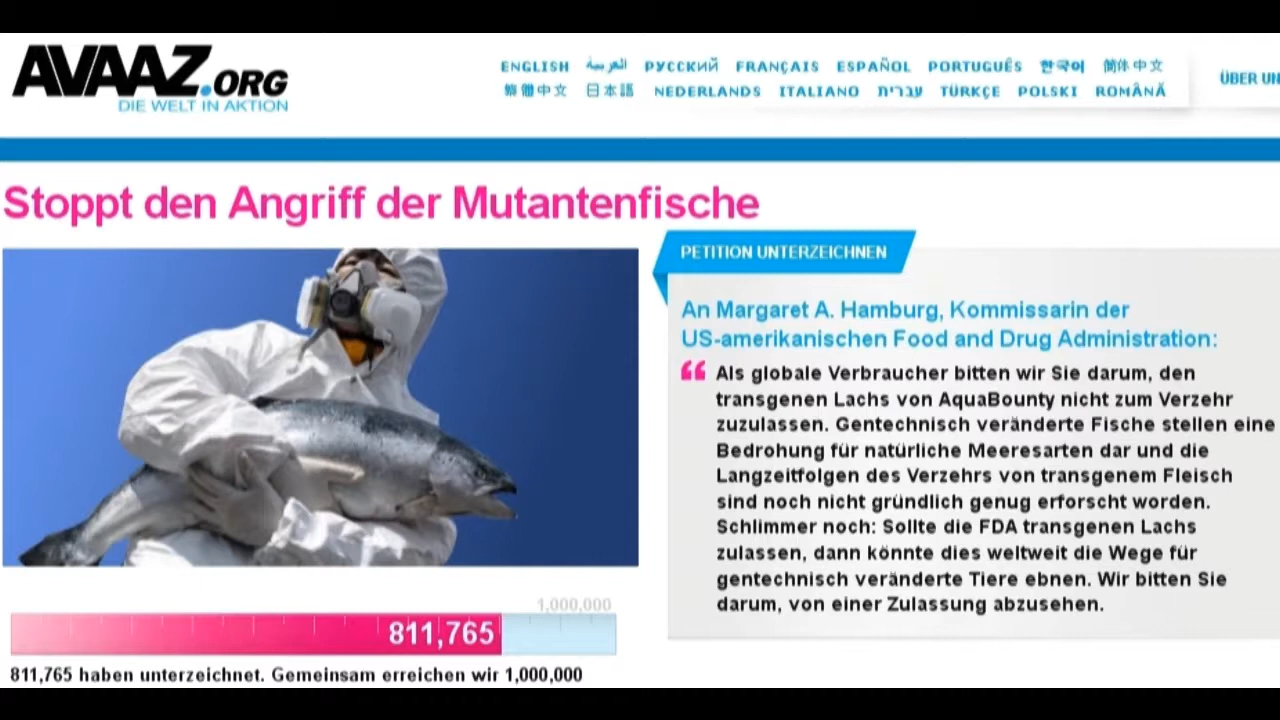 AVAAZ.ORG
DIE WELT IN AKTION
ENGLISH العربية РУССКИЙ FRANÇAIS ESPAÑOL PORTUGUÊS 한국어 简体中文
繁體中文 日本語 NEDERLANDS ITALIANO עברית TÜRKÇE POLSKI ROMÂNĂ
ÜBER UN
Stoppt den Angriff der Mutantenfische
PETITION UNTERZEICHNEN
An Margaret A. Hamburg, Kommissarin der
US-amerikanischen Food and Drug Administration:
“ Als globale Verbraucher bitten wir Sie darum, den
transgenen Lachs von AquaBounty nicht zum Verzehr
zuzulassen. Gentechnisch veränderte Fische stellen eine
Bedrohung für natürliche Meeresarten dar und die
Langzeitfolgen des Verzehrs von transgenem Fleisch
sind noch nicht gründlich genug erforscht worden.
Schlimmer noch: Sollte die FDA transgenen Lachs
zulassen, dann könnte dies weltweit die Wege für
gentechnisch veränderte Tiere ebnen. Wir bitten Sie
darum, von einer Zulassung abzusehen.
1,000,000
811,765
811,765 haben unterzeichnet. Gemeinsam erreichen wir 1,000,000